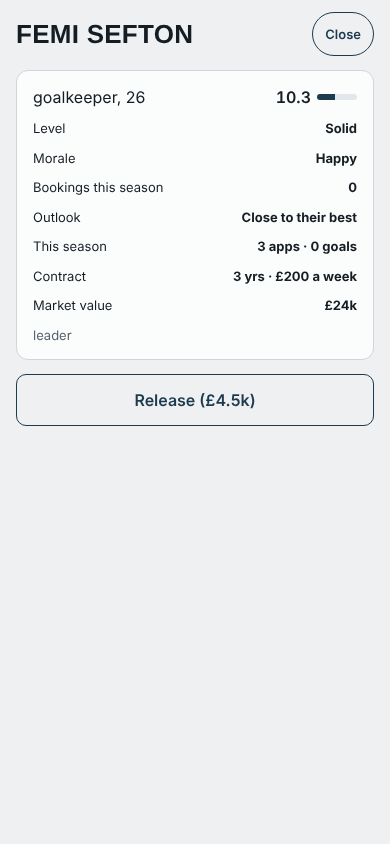 FEMI SEFTON
Close
goalkeeper, 26 10.3
Level Solid
Morale Happy
Bookings this season 0
Outlook Close to their best
This season 3 apps · 0 goals
Contract 3 yrs · £200 a week
Market value £24k
leader
Release (£4.5k)